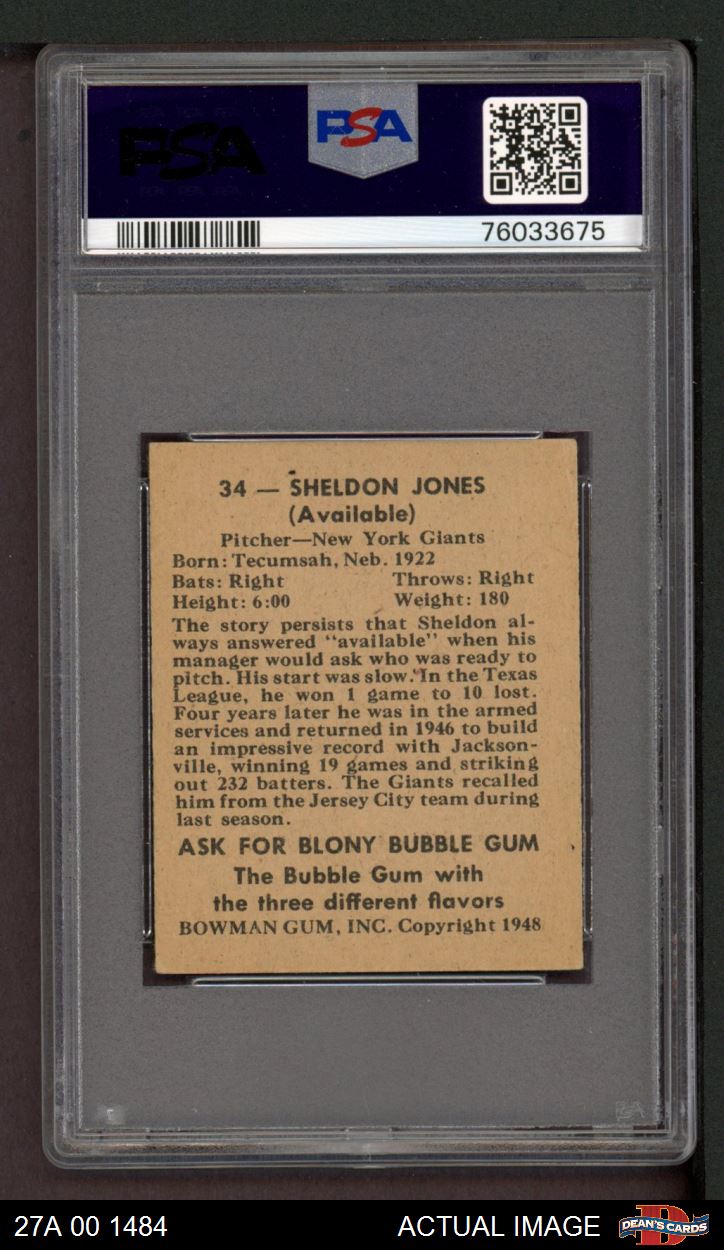 PSA
PSA
76033675
34 — SHELDON JONES
(Available)
Pitcher—New York Giants
Born: Tecumsah, Neb. 1922
Bats: Right Throws: Right
Height: 6:00 Weight: 180
The story persists that Sheldon al-
ways answered "available" when his
manager would ask who was ready to
pitch. His start was slow. In the Texas
League, he won 1 game to 10 lost.
Four years later he was in the armed
services and returned in 1946 to build
an impressive record with Jackson-
ville, winning 19 games and striking
out 232 batters. The Giants recalled
him from the Jersey City team during
last season.
ASK FOR BLONY BUBBLE GUM
The Bubble Gum with
the three different flavors
BOWMAN GUM, INC. Copyright 1948
PSA
27A 00 1484 ACTUAL IMAGE DEAN'S CARDS